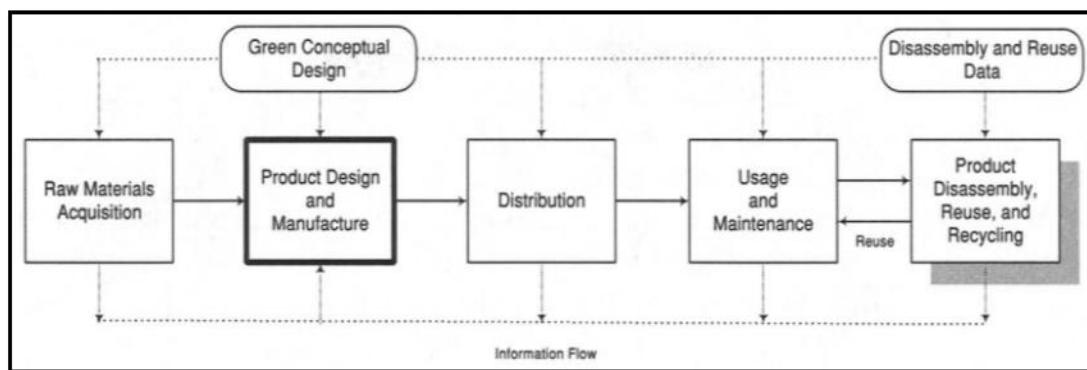 Green Conceptual
Design
Disassembly and Reuse
Data
Raw Materials
Acquisition
Product Design
and
Manufacture
Distribution
Usage
and
Maintenance
Product
Disassembly,
Reuse, and
Recycling
Reuse
Information Flow